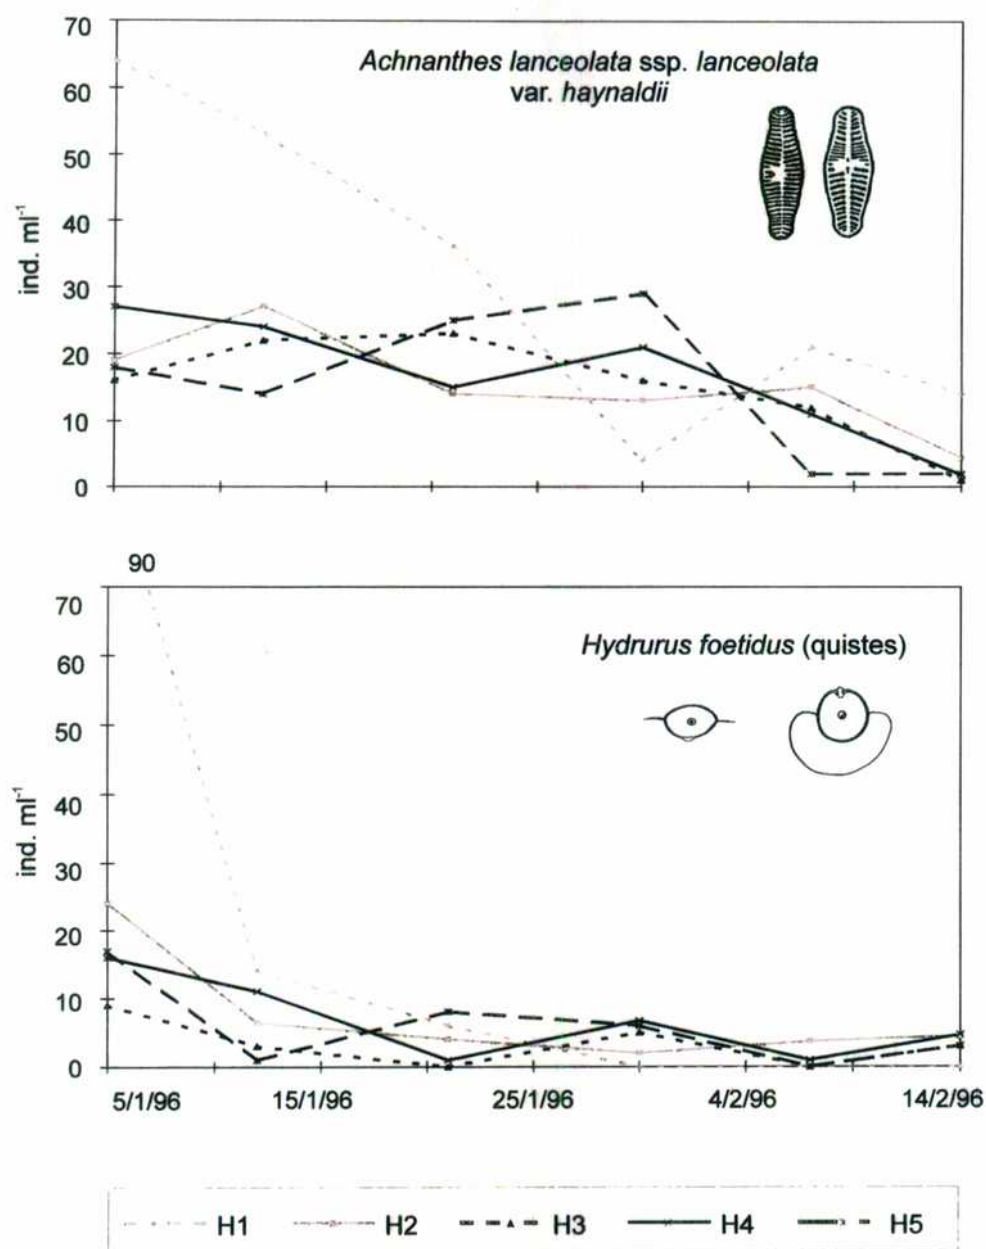 70
60
50
40
30
20
10
0
ind. ml⁻¹
Achnanthes lanceolata ssp. lanceolata
var. haynaldii
90
70
60
50
40
30
20
10
0
ind. ml⁻¹
Hydrurus foetidus (quistes)
5/1/96 15/1/96 25/1/96 4/2/96 14/2/96
H1 H2 H3 H4 H5